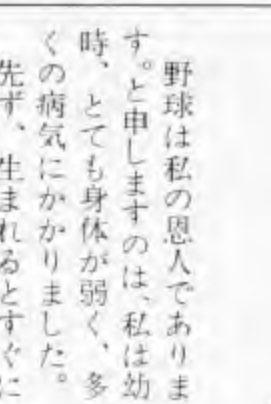 野球は私の恩人でありま
す。と申しますのは、私は幼
時、とても身体が弱く、多
くの病気にかかりました。
先ず、生まれるとすぐに